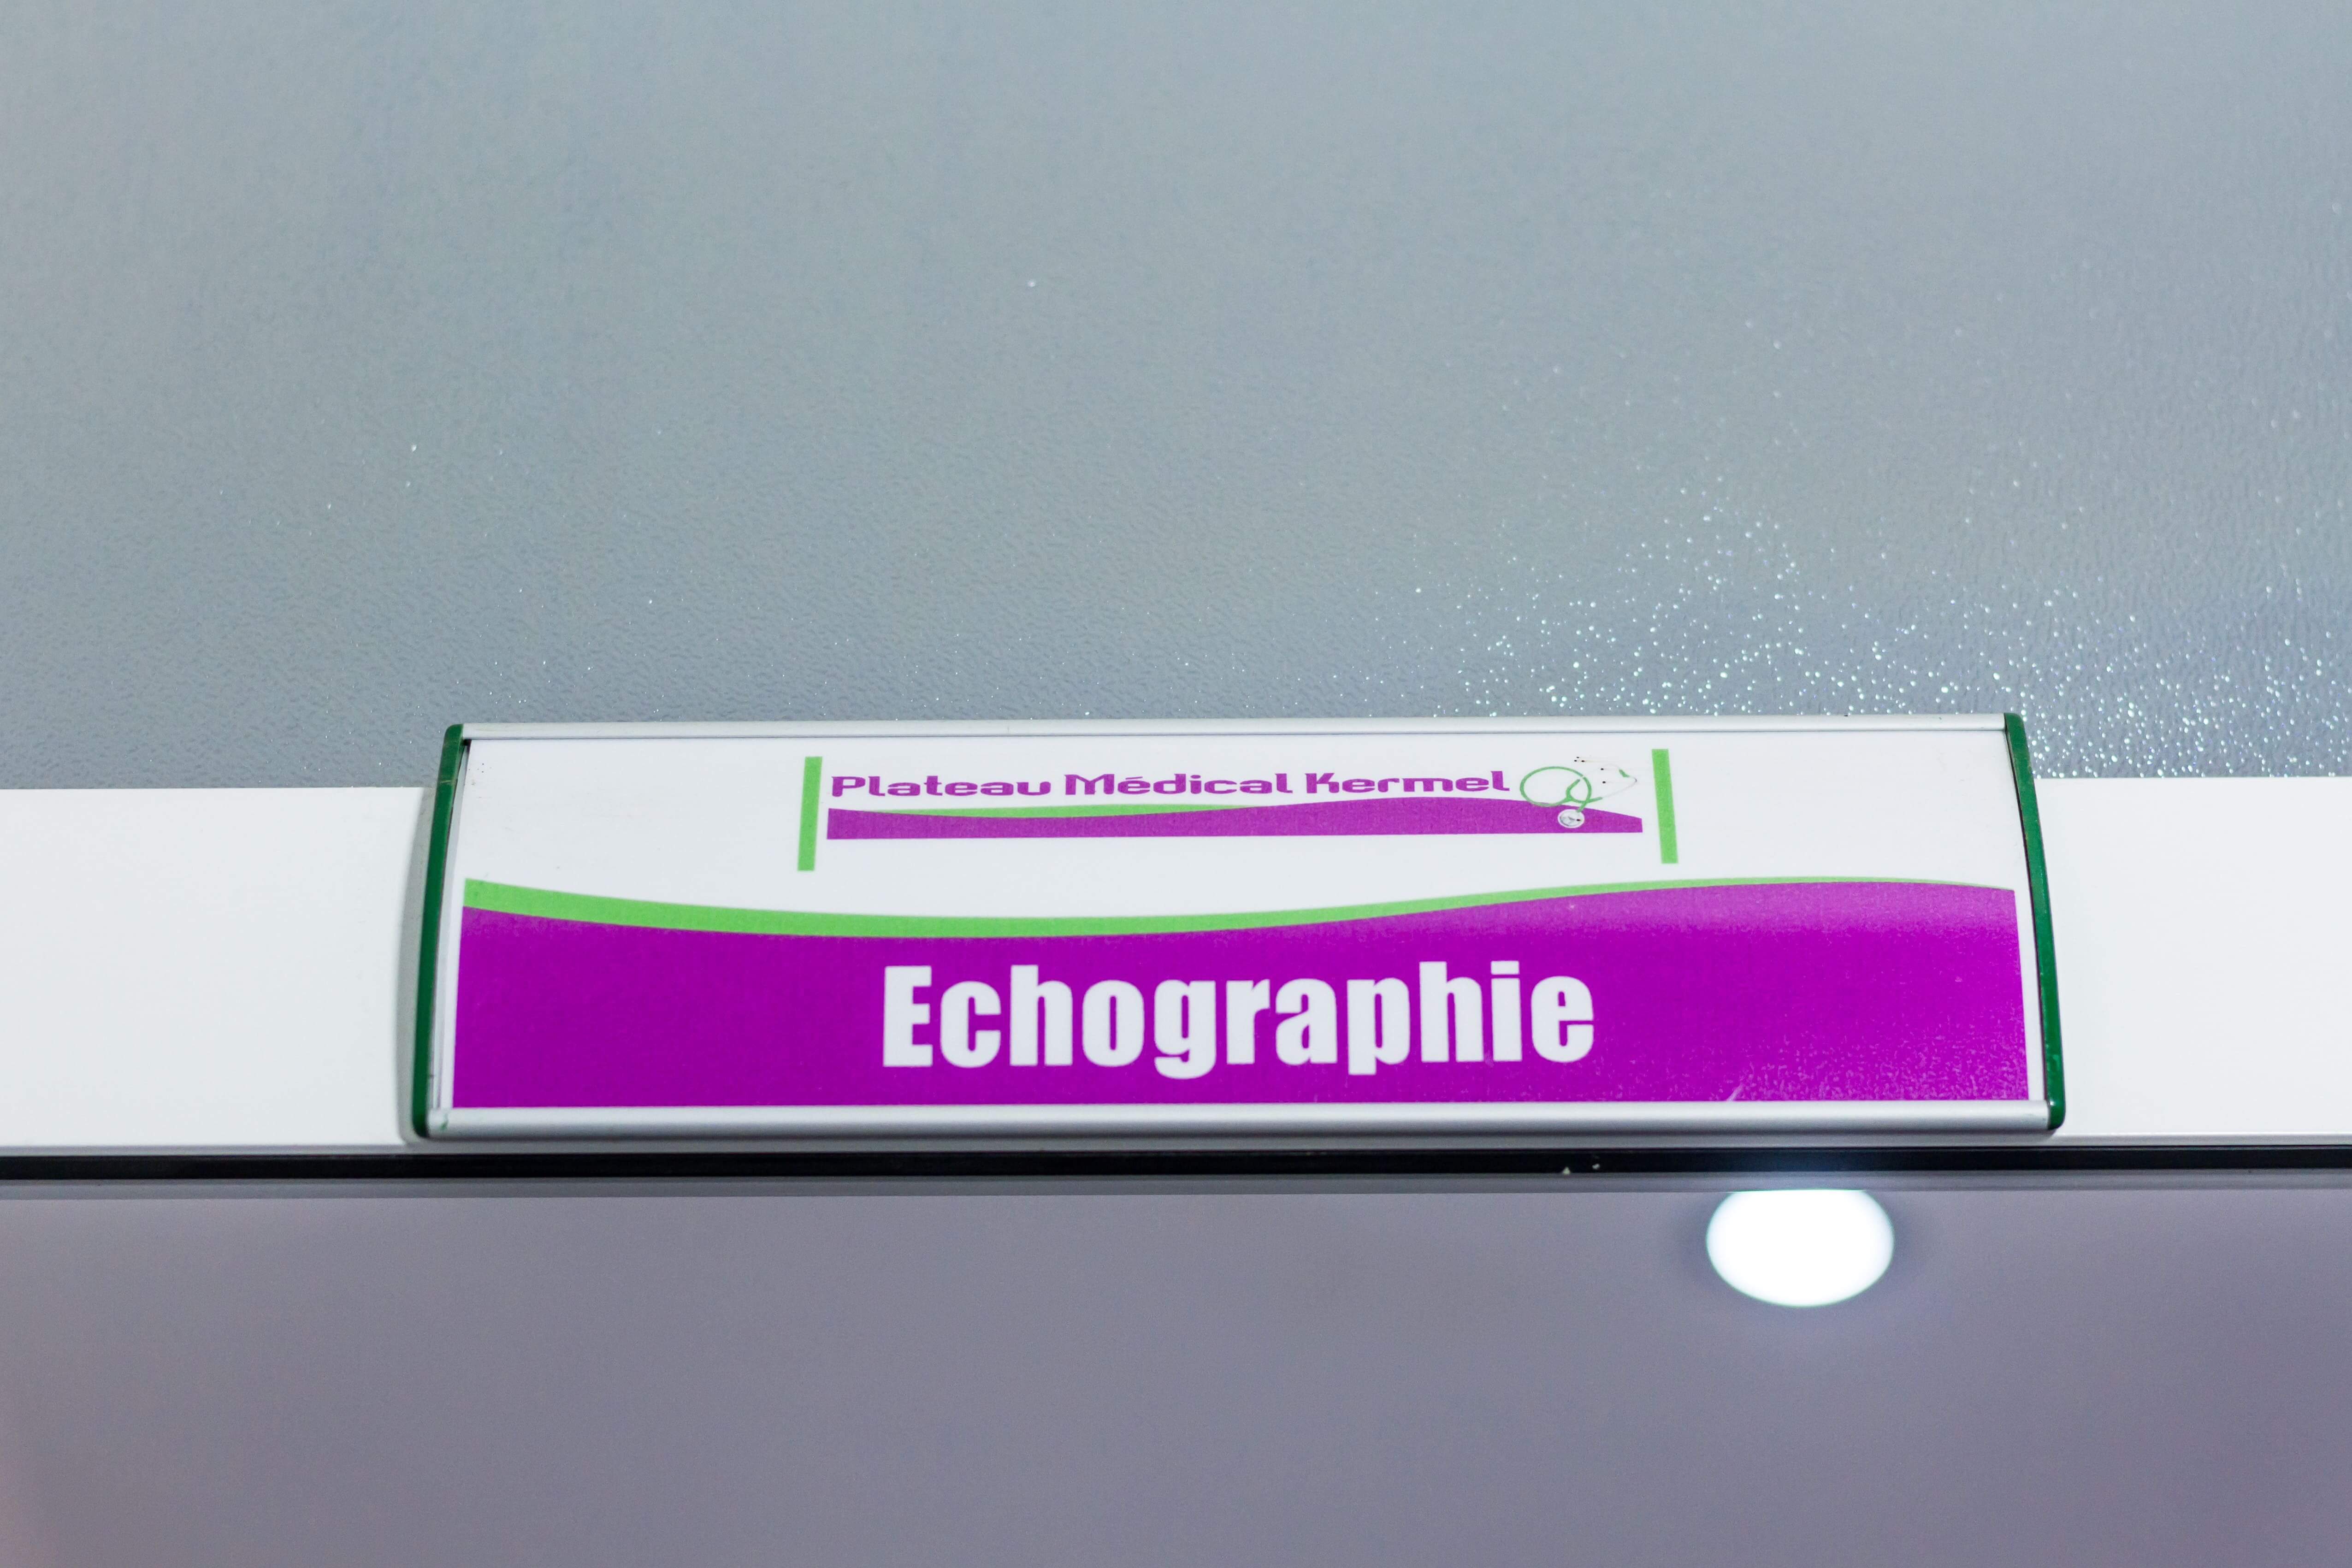 Plateau Médical Kermel
Echographie